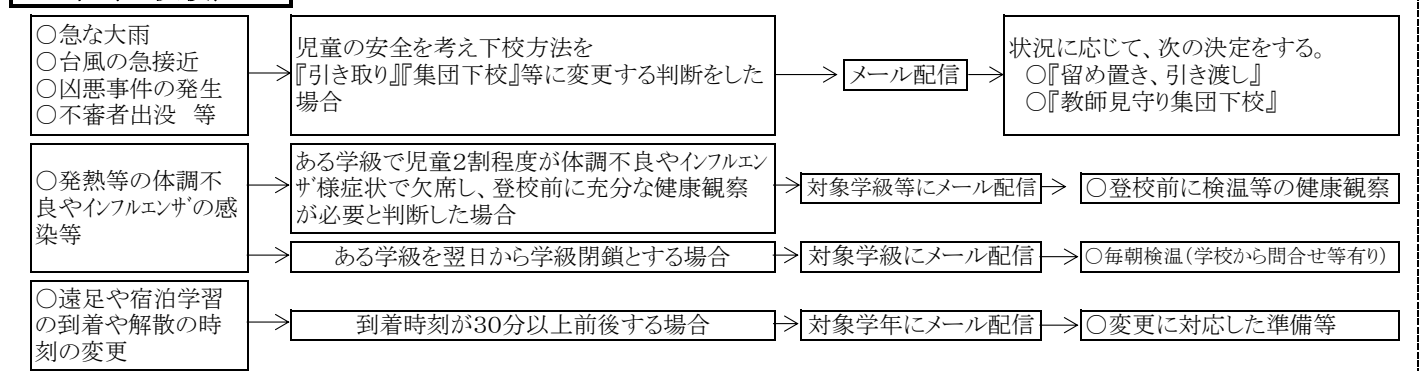 ○急な大雨
○台風の急接近
○凶悪事件の発生
○不審者出没　等
児童の安全を考え下校方法を
『引き取り』『集団下校』等に変更する判断をした
場合
メール配信
状況に応じて、次の決定をする。
○『留め置き、引き渡し』
○『教師見守り集団下校』
○発熱等の体調不
良やｲﾝﾌﾙｴﾝｻﾞの感
染等
ある学級で児童２割程度が体調不良やｲﾝﾌﾙｴﾝ
ｻﾞ様症状で欠席し、登校前に充分な健康観察
が必要と判断した場合
対象学級等にメール配信
○登校前に検温等の健康観察
ある学級を翌日から学級閉鎖とする場合
対象学級にメール配信
○毎朝検温（学校から問合せ等有り）
○遠足や宿泊学習
の到着や解散の時
刻の変更
到着時刻が３０分以上前後する場合
対象学年にメール配信
○変更に対応した準備等